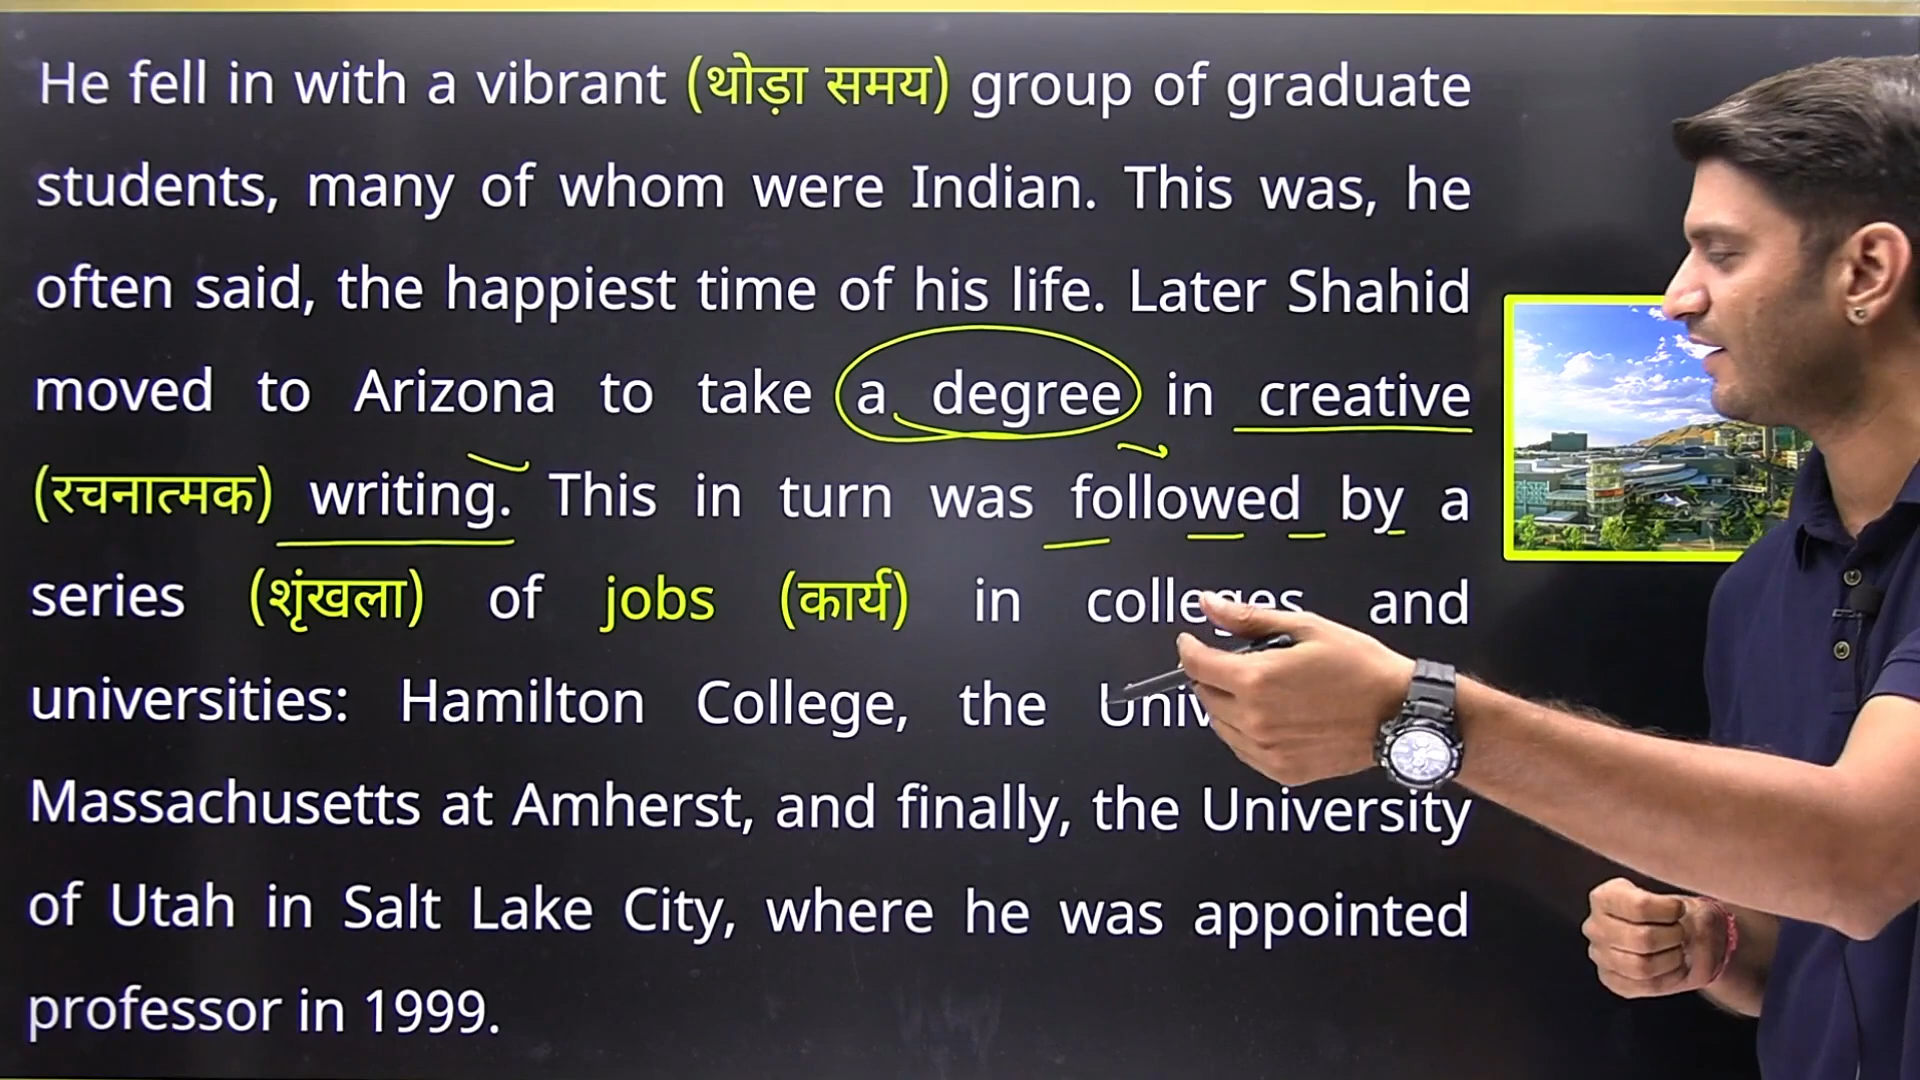 He fell in with a vibrant (थोड़ा समय) group of graduate
students, many of whom were Indian. This was, he
often said, the happiest time of his life. Later Shahid
moved to Arizona to take a degree in creative
(रचनात्मक) writing. This in turn was followed by a
series (शृंखला) of jobs (कार्य) in colleges and
universities: Hamilton College, the
Massachusetts at Amherst, and finally, the University
of Utah in Salt Lake City, where he was appointed
professor in 1999.